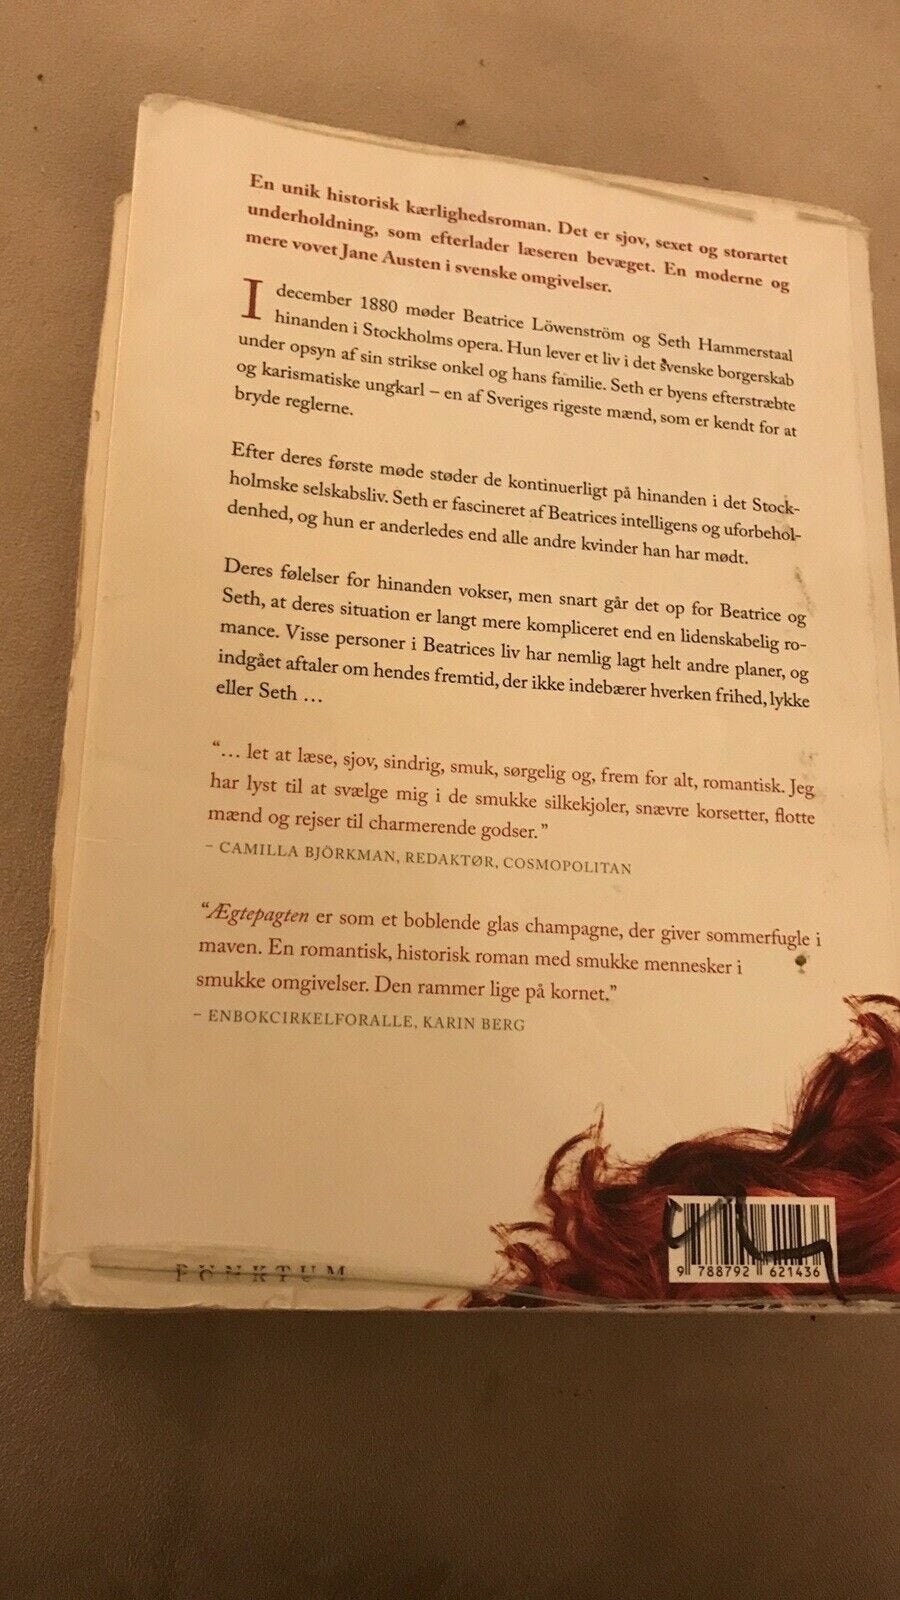 En unik historisk kærlighedsroman. Det er sjov, sexet og storartet
underholdning, som efterlader læseren bevæget. En moderne og
mere vovet Jane Austen i svenske omgivelser.
I december 1880 møder Beatrice Löwenström og Seth Hammerstaal
hinanden i Stockholms opera. Hun lever et liv i det svenske borgerskab
under opsyn af sin strikse onkel og hans familie. Seth er byens efterstræbte
og karismatiske ungkarl – en af Sveriges rigeste mænd, som er kendt for at
bryde reglerne.
Efter deres første møde støder de kontinuerligt på hinanden i det Stock-
holmske selskabsliv. Seth er fascineret af Beatrices intelligens og uforbehol-
denhed, og hun er anderledes end alle andre kvinder han har mødt.
Deres følelser for hinanden vokser, men snart går det op for Beatrice og
Seth, at deres situation er langt mere kompliceret end en lidenskabelig ro-
mance. Visse personer i Beatrices liv har nemlig lagt helt andre planer, og
indgået aftaler om hendes fremtid, der ikke indebærer hverken frihed, lykke
eller Seth …
“… let at læse, sjov, sindrig, smuk, sørgelig og, frem for alt, romantisk. Jeg
har lyst til at svælge mig i de smukke silkekjoler, snævre korsetter, flotte
mænd og rejser til charmerende godser.”
– CAMILLA BJÖRKMAN, REDAKTØR, COSMOPOLITAN
“Ægtepagten er som et boblende glas champagne, der giver sommerfugle i
maven. En romantisk, historisk roman med smukke mennesker i
smukke omgivelser. Den rammer lige på kornet.”
– ENBOKCIRKELFORALLE, KARIN BERG
PUNKTUM
9 788792 621436